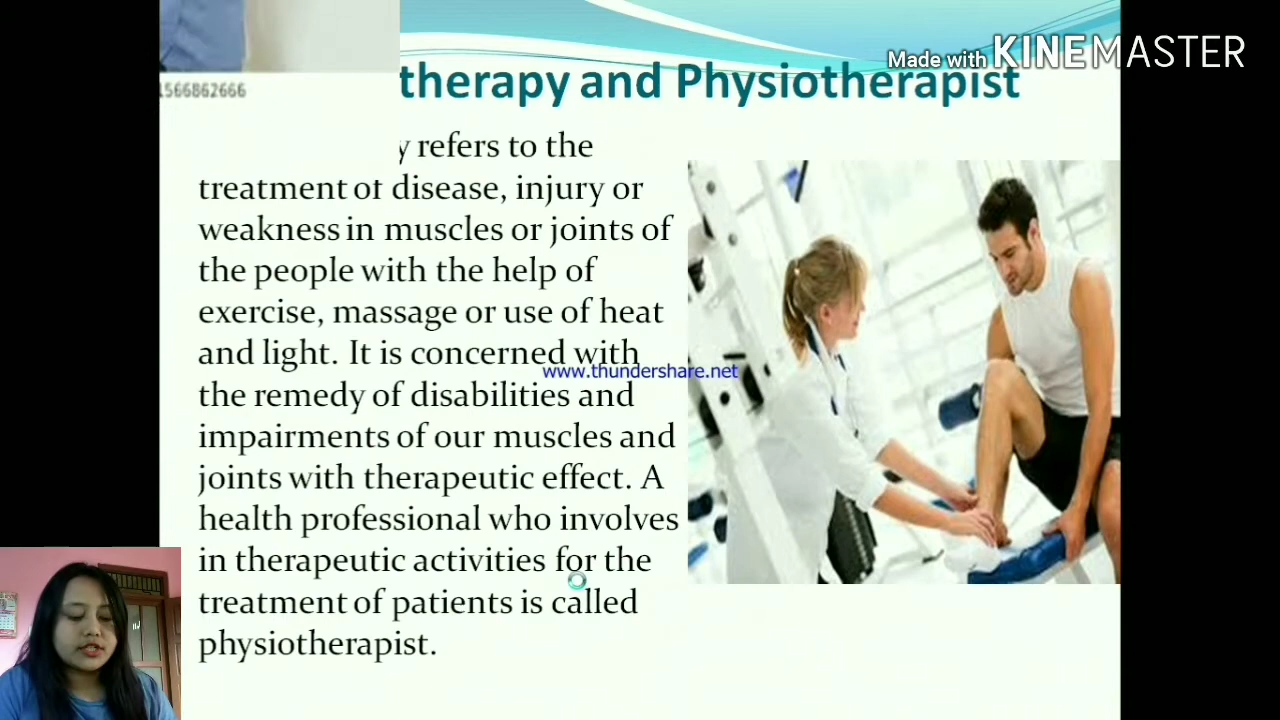 Made with KINEMASTER
1566862666
therapy and Physiotherapist
y refers to the
treatment of disease, injury or
weakness in muscles or joints of
the people with the help of
exercise, massage or use of heat
and light. It is concerned with
www.thundershare.net
the remedy of disabilities and
impairments of our muscles and
joints with therapeutic effect. A
health professional who involves
in therapeutic activities for the
treatment of patients is called
physiotherapist.